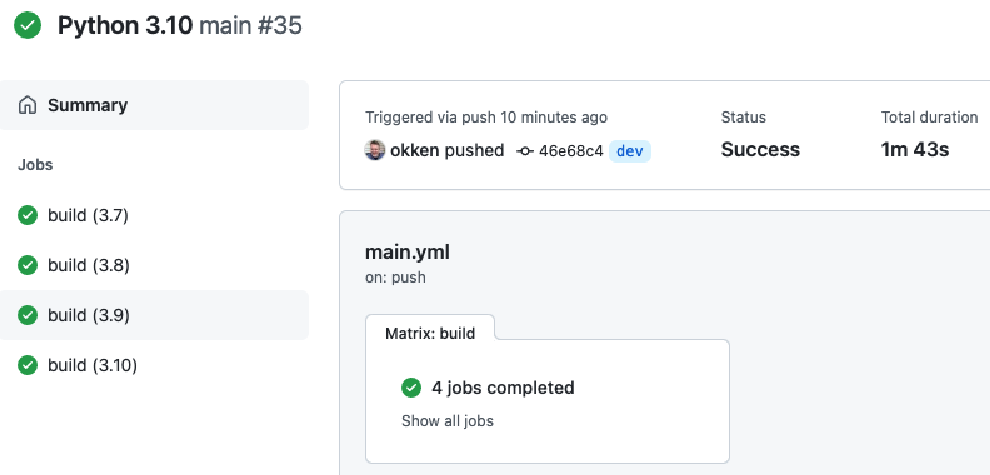 Python 3.10 main #35
Summary
Jobs
build (3.7)
build (3.8)
build (3.9)
build (3.10)
Triggered via push 10 minutes ago
okken pushed 46e68c4 dev
Status
Success
Total duration
1m 43s
main.yml
on: push
Matrix: build
4 jobs completed
Show all jobs